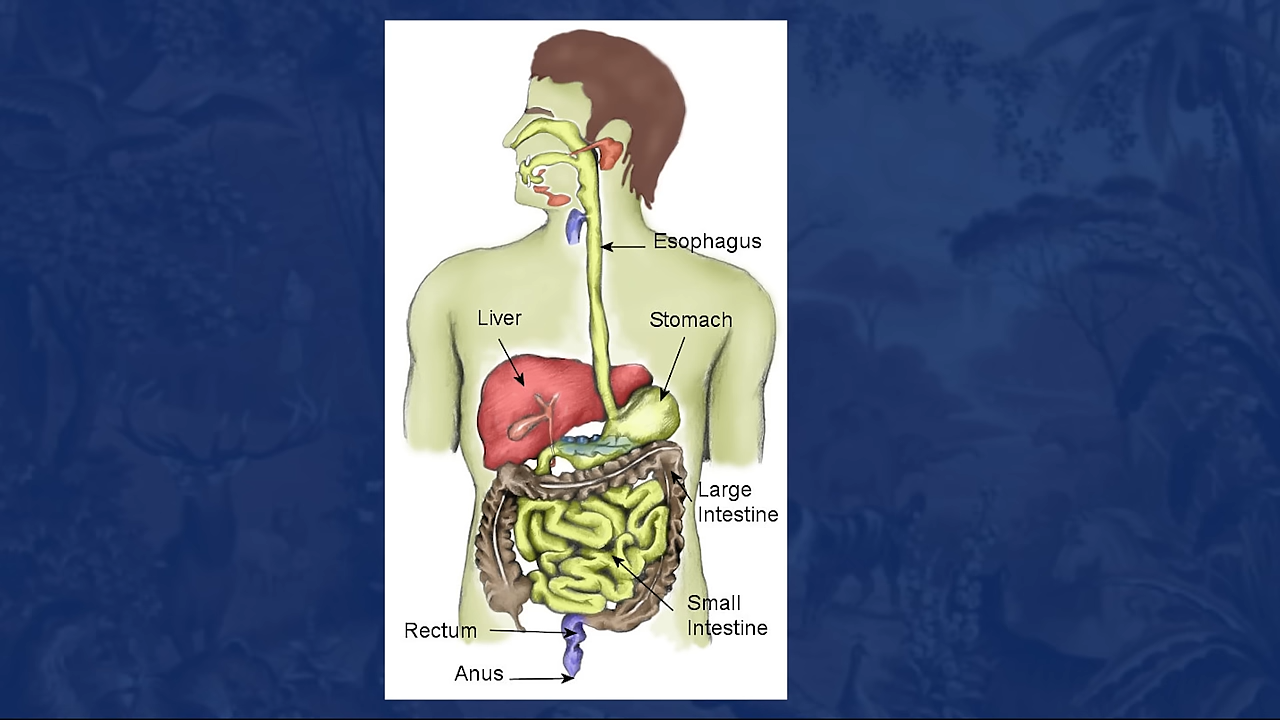 Esophagus
Liver
Stomach
Large
Intestine
Small
Intestine
Rectum
Anus